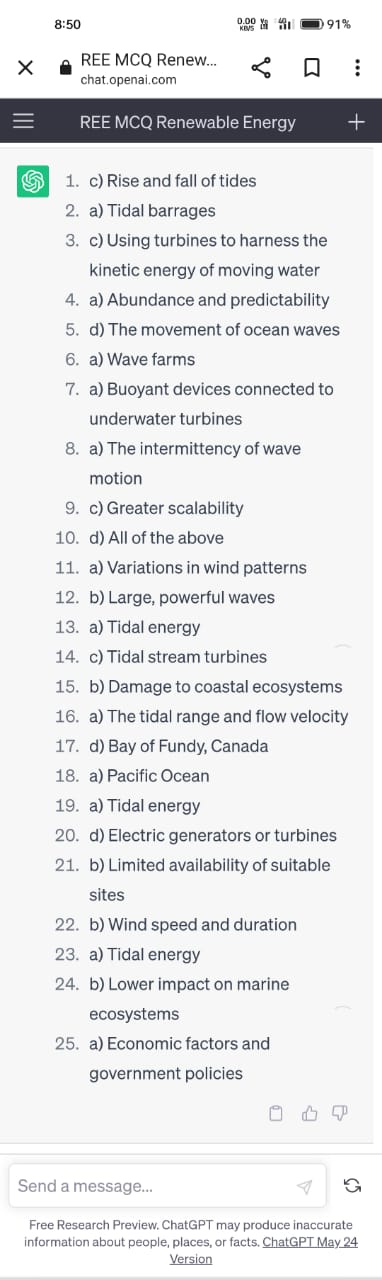 8:50
0.00 KB/S 4G 91%
REE MCQ Renew...
chat.openai.com
REE MCQ Renewable Energy
1. c) Rise and fall of tides
2. a) Tidal barrages
3. c) Using turbines to harness the
kinetic energy of moving water
4. a) Abundance and predictability
5. d) The movement of ocean waves
6. a) Wave farms
7. a) Buoyant devices connected to
underwater turbines
8. a) The intermittency of wave
motion
9. c) Greater scalability
10. d) All of the above
11. a) Variations in wind patterns
12. b) Large, powerful waves
13. a) Tidal energy
14. c) Tidal stream turbines
15. b) Damage to coastal ecosystems
16. a) The tidal range and flow velocity
17. d) Bay of Fundy, Canada
18. a) Pacific Ocean
19. a) Tidal energy
20. d) Electric generators or turbines
21. b) Limited availability of suitable
sites
22. b) Wind speed and duration
23. a) Tidal energy
24. b) Lower impact on marine
ecosystems
25. a) Economic factors and
government policies
Send a message...
Free Research Preview. ChatGPT may produce inaccurate
information about people, places, or facts. ChatGPT May 24
Version